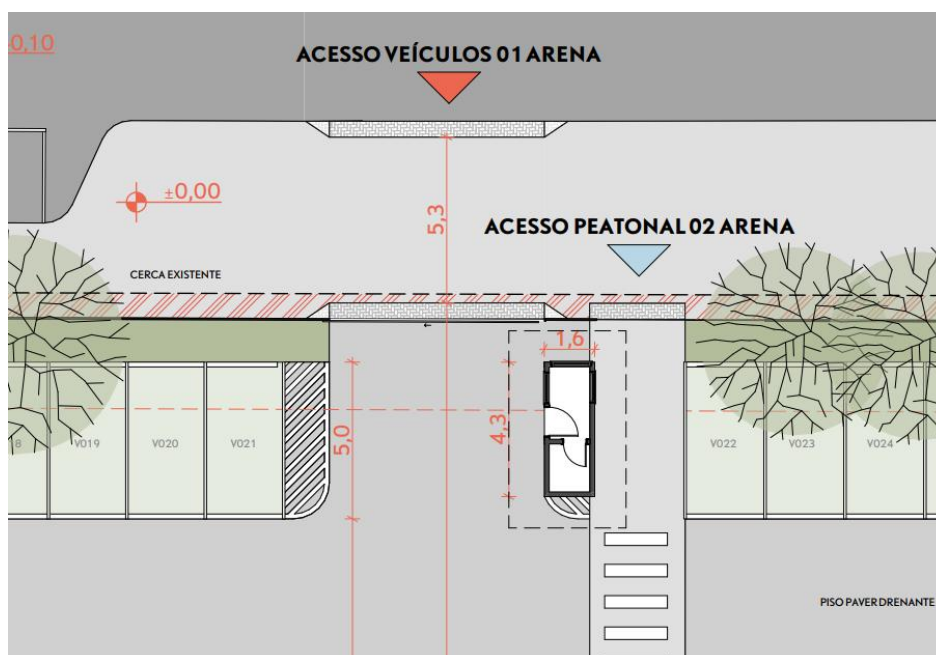 -0,10
ACESSO VEÍCULOS 01 ARENA
±0,00
5,3
ACESSO PEATONAL 02 ARENA
CERCA EXISTENTE
←
1,6
5,0
4,3
8
V019
V020
V021
V022
V023
V024
PISO PAVER DRENANTE